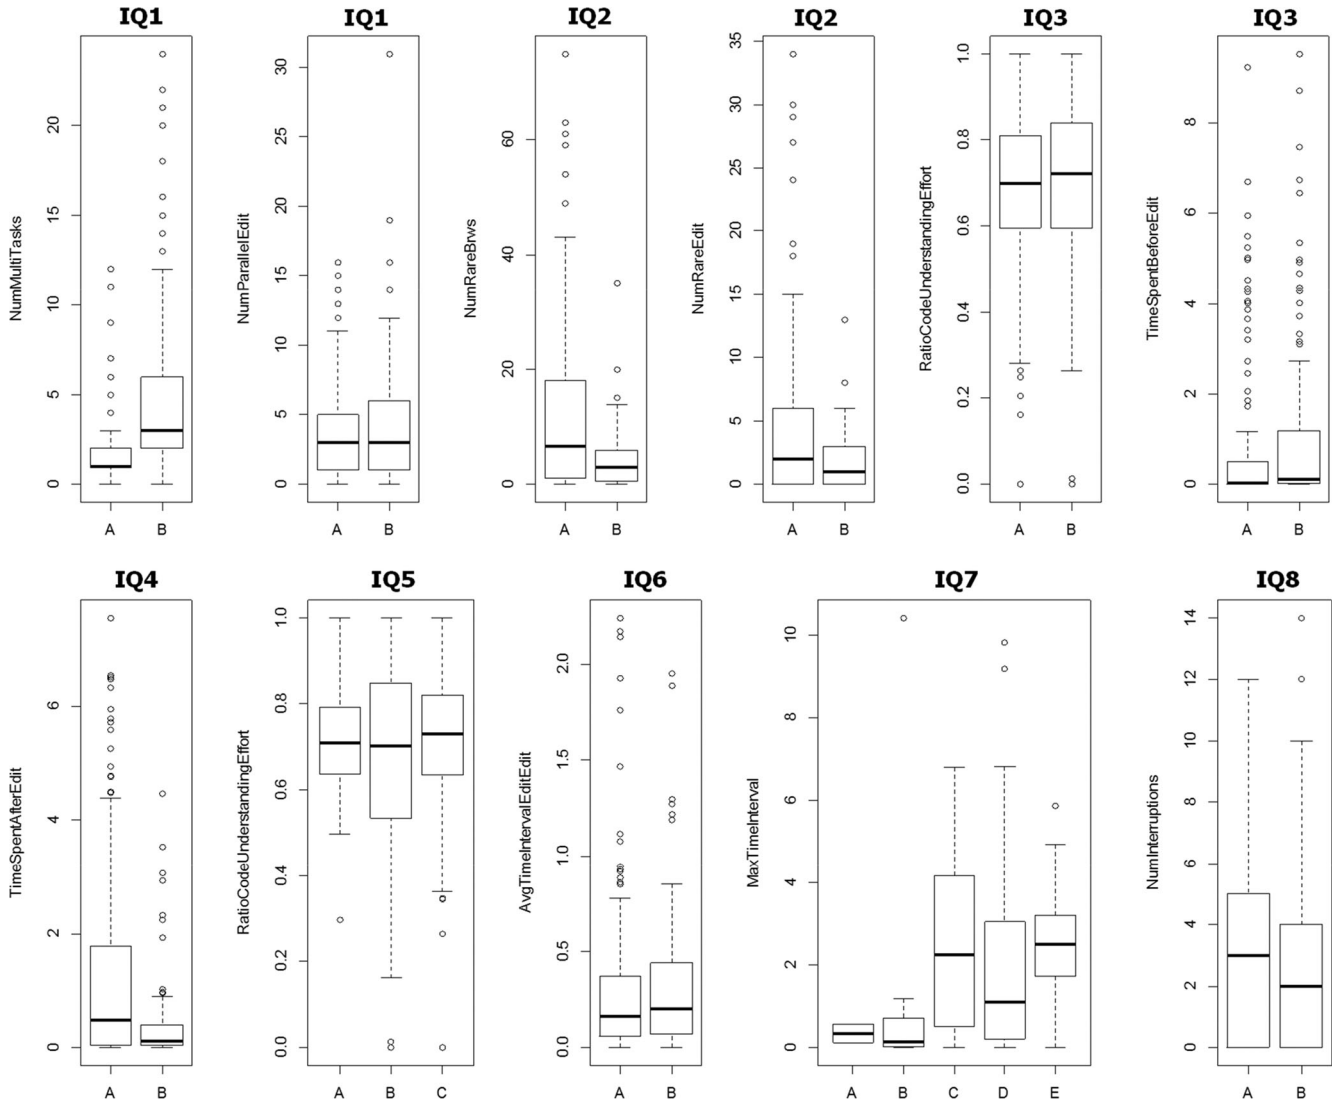 IQ1 IQ1 IQ2 IQ2 IQ3 IQ3
NumMultiTasks
0 5 10 15 20
A B
NumParallelEdit
0 5 10 15 20 25 30
A B
NumRareBrws
0 20 40 60
A B
NumRareEdit
0 5 10 15 20 25 30 35
A B
RatioCodeUnderstandingEffort
0.0 0.2 0.4 0.6 0.8 1.0
A B
TimeSpentBeforeEdit
0 2 4 6 8
A B
IQ4 IQ5 IQ6 IQ7 IQ8
TimeSpentAfterEdit
0 2 4 6
A B
RatioCodeUnderstandingEffort
0.0 0.2 0.4 0.6 0.8 1.0
A B C
AvgTimeIntervalEditEdit
0.0 0.5 1.0 1.5 2.0
A B
MaxTimeInterval
0 2 4 6 8 10
A B C D E
NumInterruptions
0 2 4 6 8 10 12 14
A B